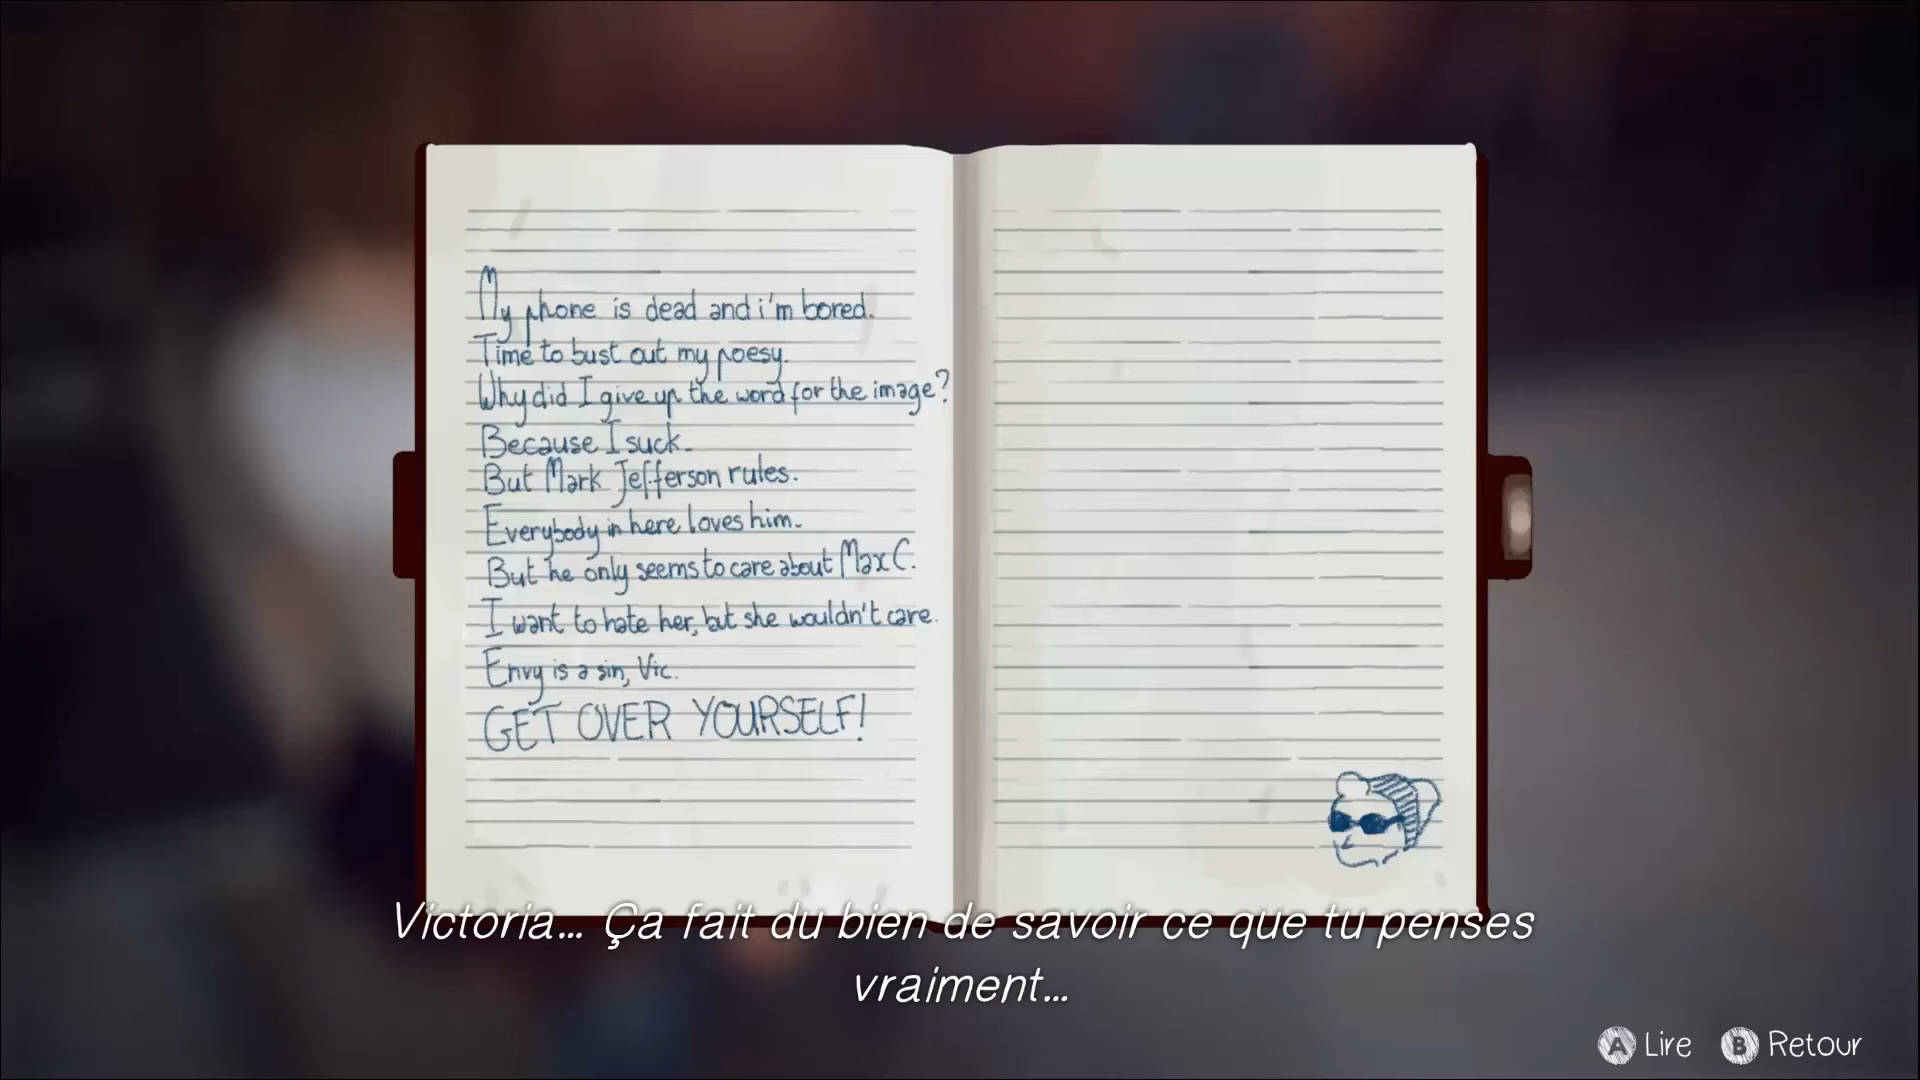 My phone is dead and i'm bored.
Time to bust out my poesy.
Why did I give up the word for the image?
Because I suck.
But Mark Jefferson rules.
Everybody in here loves him.
But he only seems to care about Max C.
I want to hate her, but she wouldn't care.
Envy is a sin, Vic.
GET OVER YOURSELF!
Victoria... Ça fait du bien de savoir ce que tu penses
vraiment...
A Lire B Retour